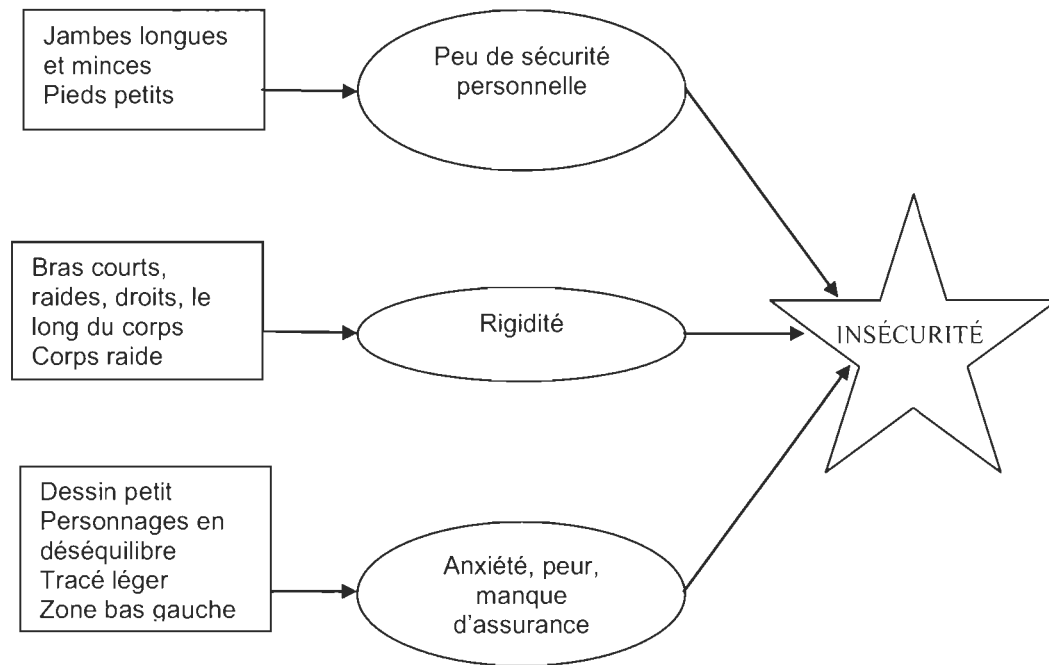 Jambes longues
et minces
Pieds petits
Peu de sécurité
personnelle
Bras courts,
raides, droits, le
long du corps
Corps raide
Rigidité
INSÉCURITÉ
Dessin petit
Personnages en
déséquilibre
Tracé léger
Zone bas gauche
Anxiété, peur,
manque
d'assurance